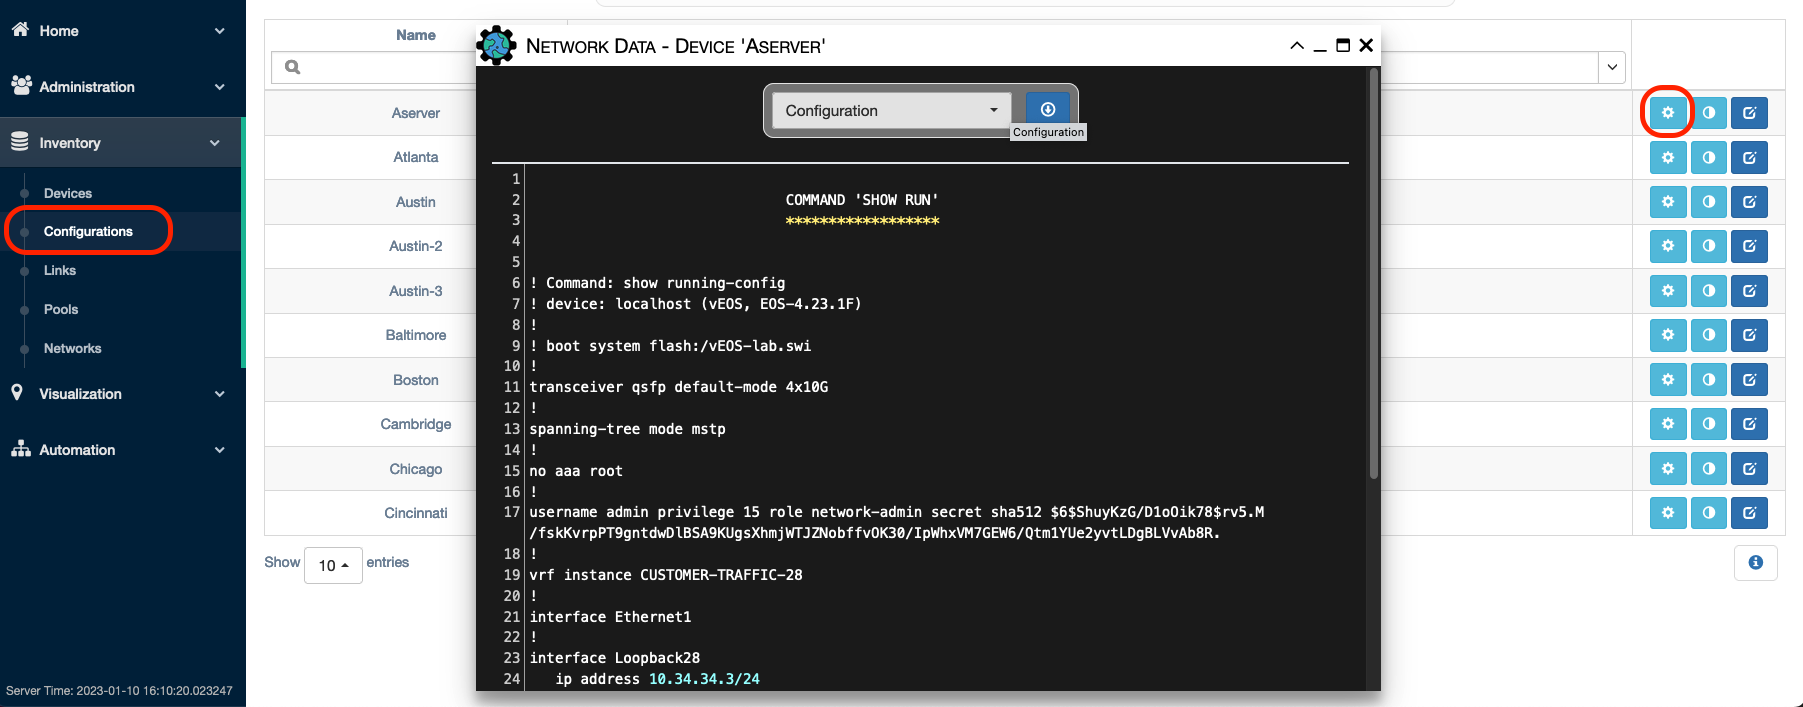 Home
Administration
Inventory
Devices
Configurations
Links
Pools
Networks
Visualization
Automation
Server Time: 2023-01-10 16:10:20.023247
Name
Aserver
Atlanta
Austin
Austin-2
Austin-3
Baltimore
Boston
Cambridge
Chicago
Cincinnati
Show 10 entries
Network Data - Device 'Aserver'
Configuration
Configuration
1
2 COMMAND 'SHOW RUN'
3 ******************
4
5
6 ! Command: show running-config
7 ! device: localhost (vEOS, EOS-4.23.1F)
8 !
9 ! boot system flash:/vEOS-lab.swi
10 !
11 transceiver qsfp default-mode 4x10G
12 !
13 spanning-tree mode mstp
14 !
15 no aaa root
16 !
17 username admin privilege 15 role network-admin secret sha512 $6$ShuyKzG/D1oOik78$rv5.M
/fskKvrpPT9gntdwDlBSA9KUgsXhmjWTJZNobffvOK30/IpWhxVM7GEW6/Qtm1YUe2yvtLDgBLVvAb8R.
18 !
19 vrf instance CUSTOMER-TRAFFIC-28
20 !
21 interface Ethernet1
22 !
23 interface Loopback28
24 ip address 10.34.34.3/24